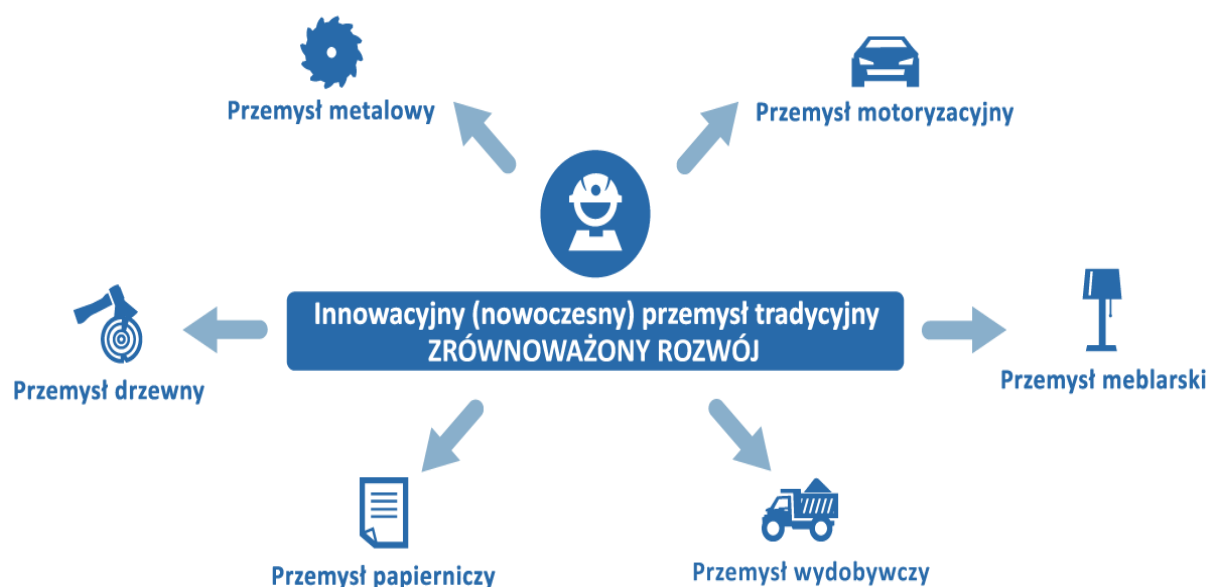 Przemysł metalowy
Przemysł motoryzacyjny
Innowacyjny (nowoczesny) przemysł tradycyjny
ZRÓWNOWAŻONY ROZWÓJ
Przemysł drzewny
Przemysł meblarski
Przemysł papierniczy
Przemysł wydobywczy